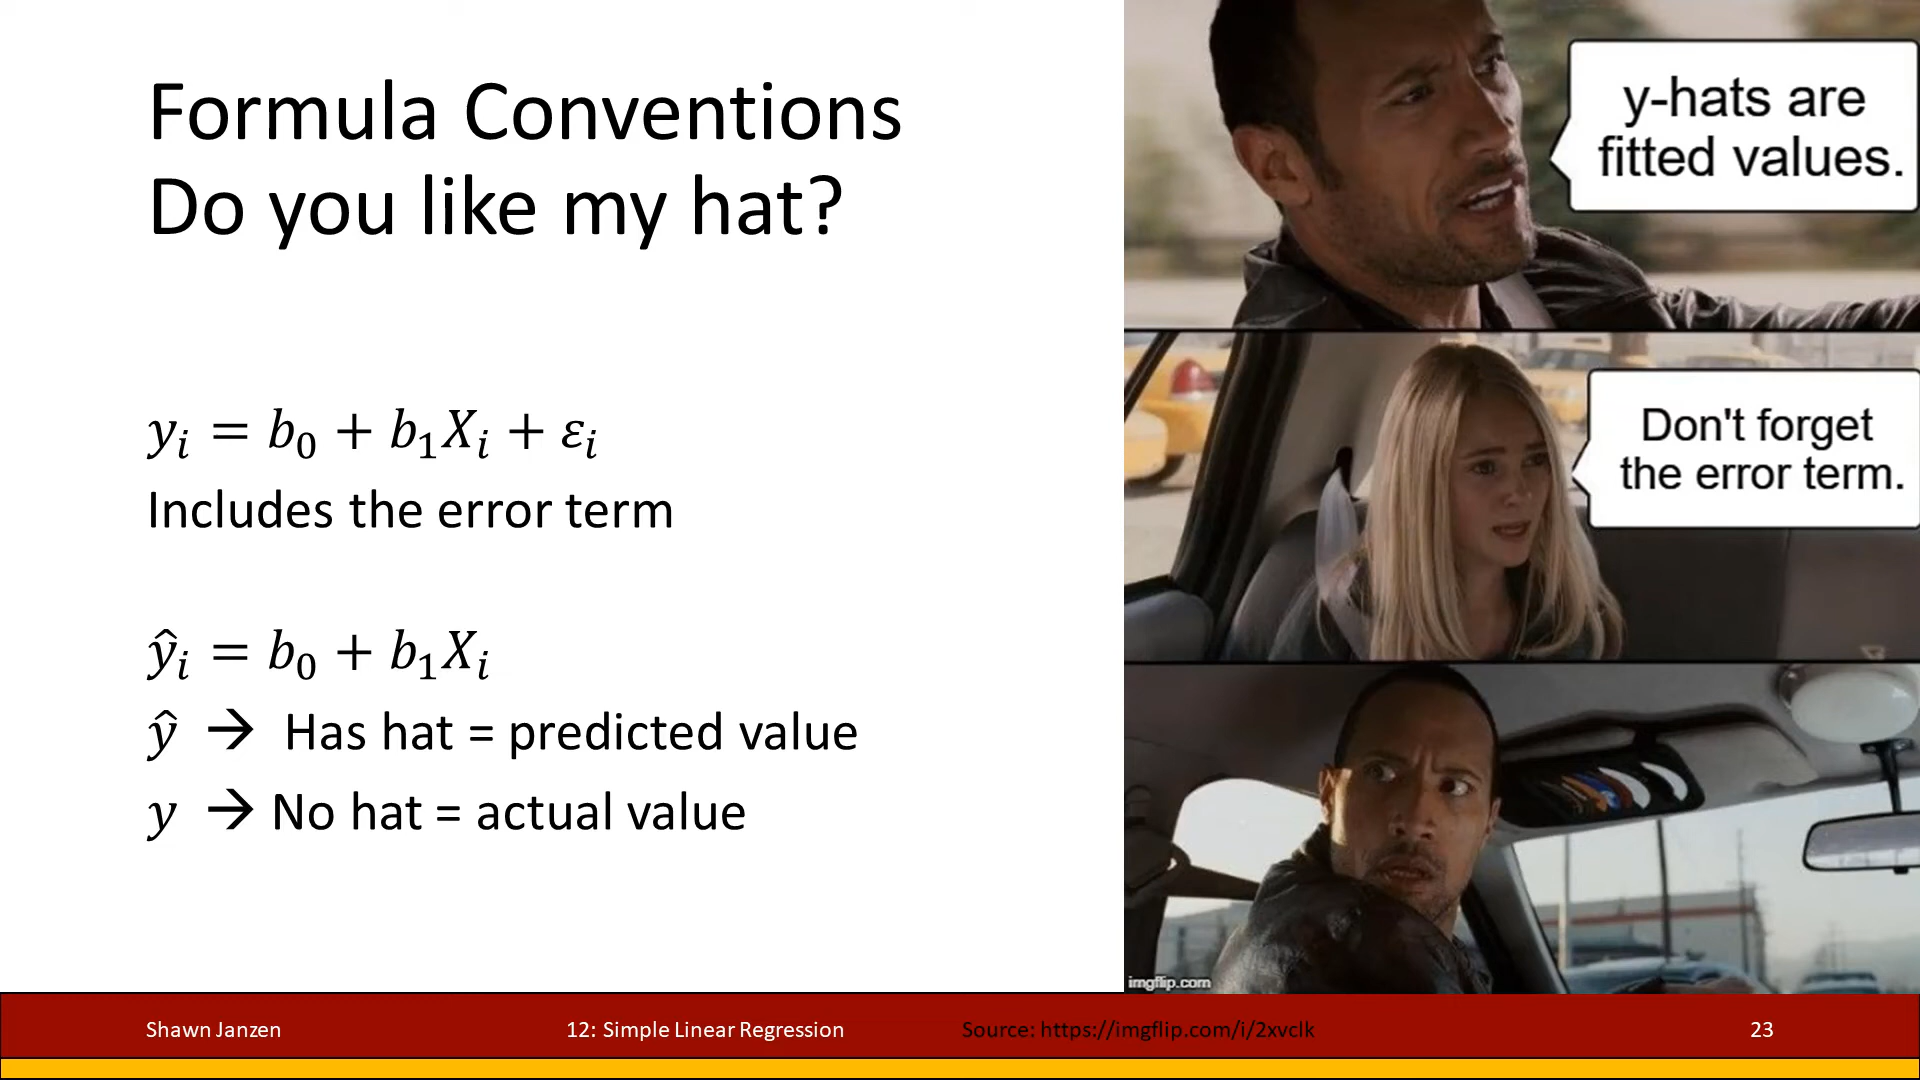 Formula Conventions
Do you like my hat?
yᵢ = b₀ + b₁Xᵢ + εᵢ
Includes the error term
ŷᵢ = b₀ + b₁Xᵢ
ŷ → Has hat = predicted value
y → No hat = actual value
y-hats are
fitted values.
Don't forget
the error term.
imgflip.com
Shawn Janzen
12: Simple Linear Regression
Source: https://imgflip.com/i/2xvclk
23